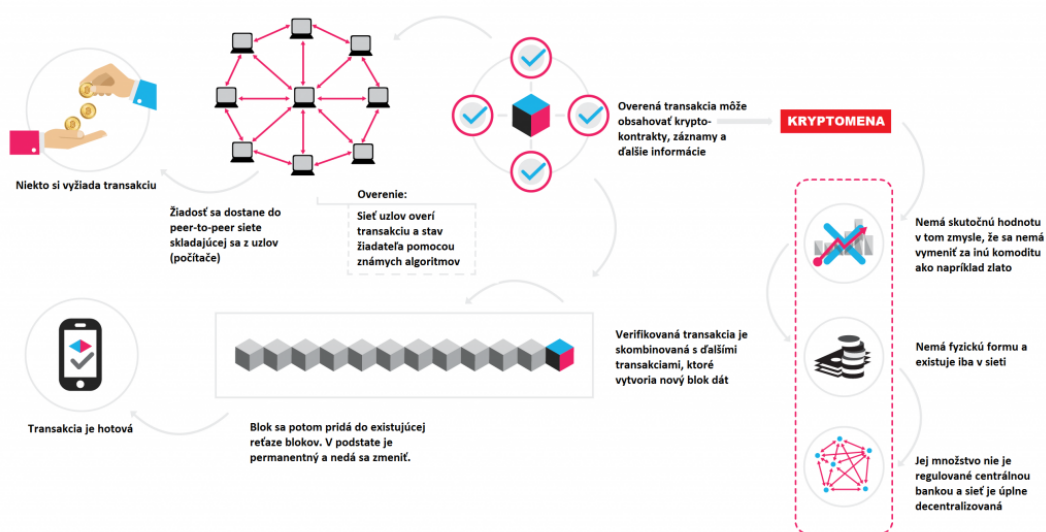 Niekto si vyžiada transakciu
Žiadosť sa dostane do
peer-to-peer siete
skladajúcej sa z uzlov
(počítače)
Overenie:
Sieť uzlov overí
transakciu a stav
žiadateľa pomocou
známych algoritmov
Overená transakcia môže
obsahovať krypto-
kontrakty, záznamy a
ďalšie informácie
KRYPTOMENA
Nemá skutočnú hodnotu
v tom zmysle, že sa nemá
vymeniť za inú komoditu
ako napríklad zlato
Nemá fyzickú formu a
existuje iba v sieti
Jej množstvo nie je
regulované centrálnou
bankou a sieť je úplne
decentralizovaná
Verifikovaná transakcia je
skombinovaná s ďalšími
transakciami, ktoré
vytvoria nový blok dát
Blok sa potom pridá do existujúcej
reťaze blokov. V podstate je
permanentný a nedá sa zmeniť.
Transakcia je hotová